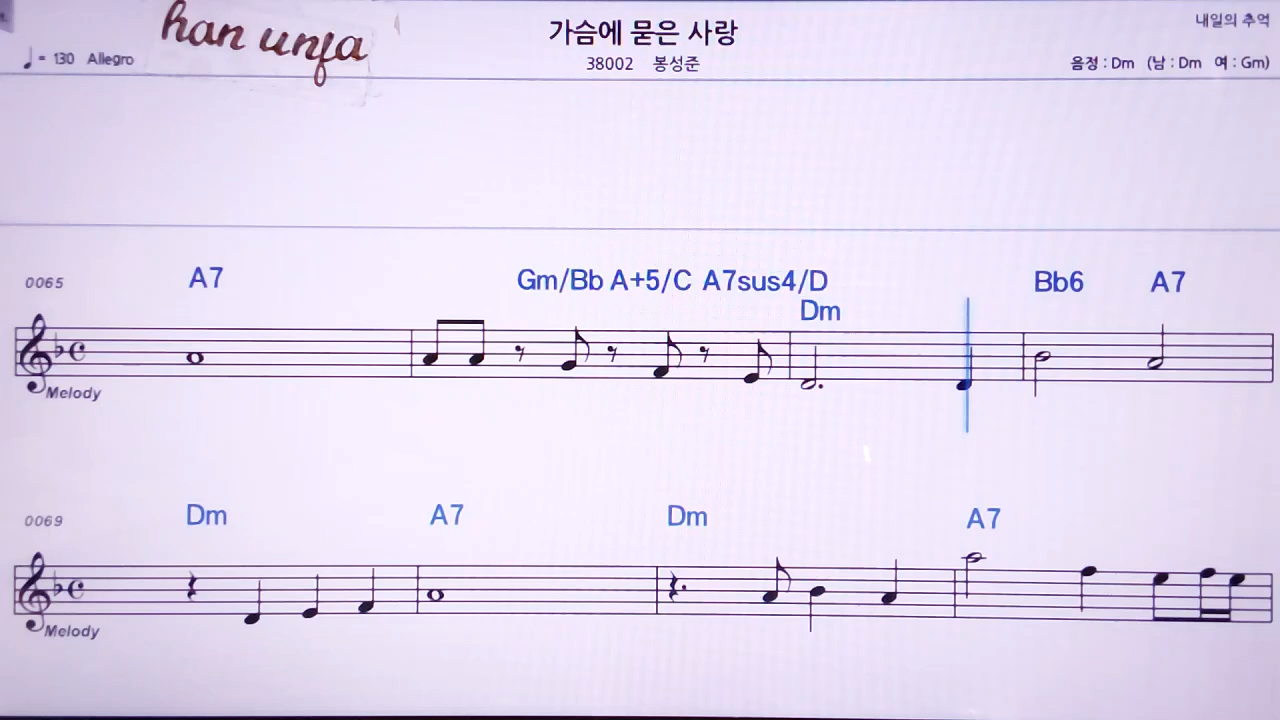 han unfa
가슴에 묻은 사랑
내일의 추억
♩= 130 Allegro
38002 봉성준
음정 : Dm (남 : Dm 여 : Gm)
0065 A7 Gm/Bb A+5/C A7sus4/D Bb6 A7
Dm
Melody
0069 Dm A7 Dm A7
Melody